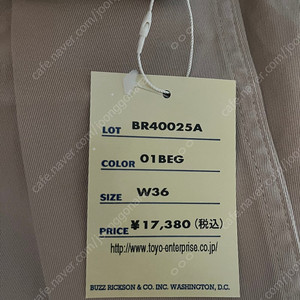 LOT BR40025A
COLOR 01BEG
SIZE W36
PRICE ¥17,380(税込)
http://www.toyo-enterprise.co.jp/
BUZZ RICKSON & CO. INC. WASHINGTON, D.C.